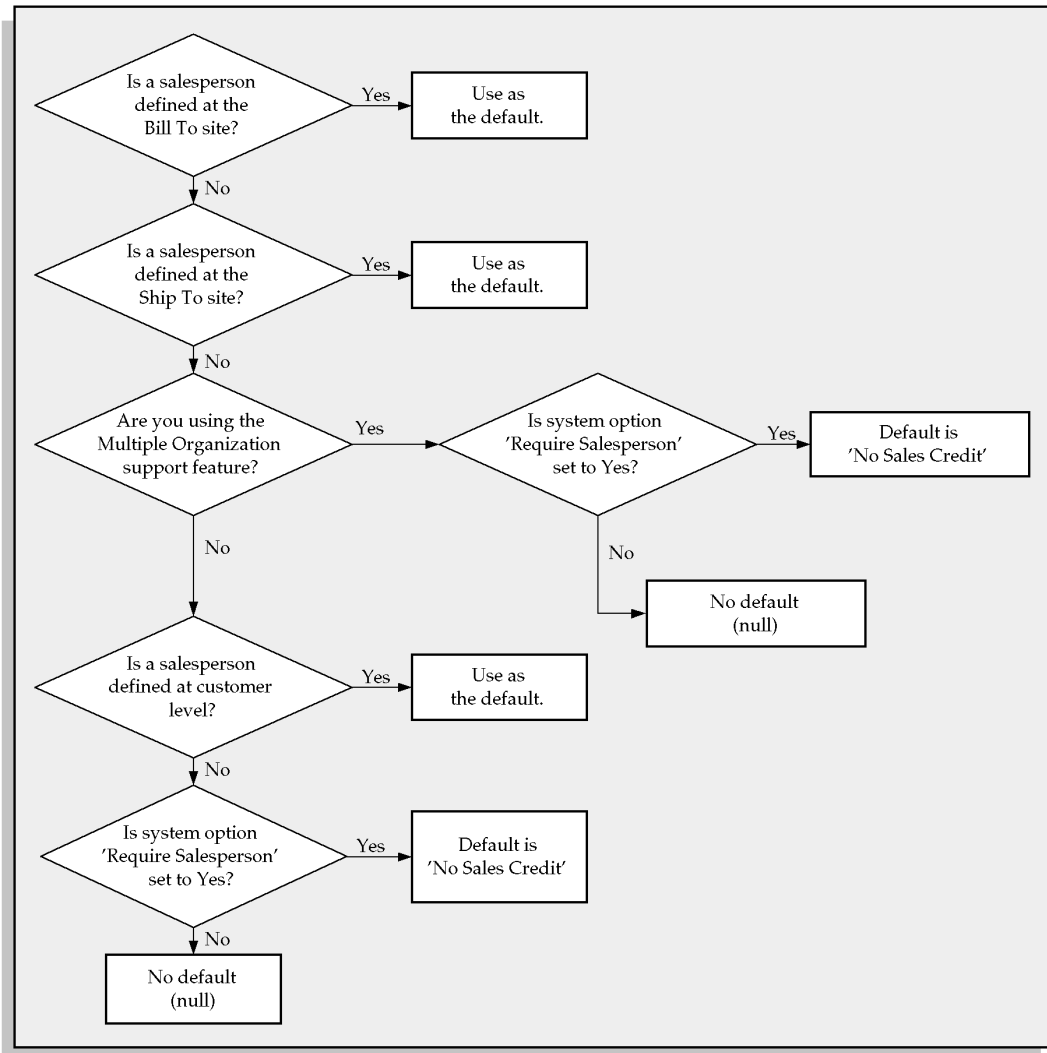 Is a salesperson
defined at the
Bill To site?
Yes
Use as
the default.
No
Is a salesperson
defined at the
Ship To site?
Yes
Use as
the default.
No
Are you using the
Multiple Organization
support feature?
Yes
Is system option
'Require Salesperson'
set to Yes?
Yes
Default is
'No Sales Credit'
No
No
No default
(null)
Is a salesperson
defined at customer
level?
Yes
Use as
the default.
No
Is system option
'Require Salesperson'
set to Yes?
Yes
Default is
'No Sales Credit'
No
No default
(null)